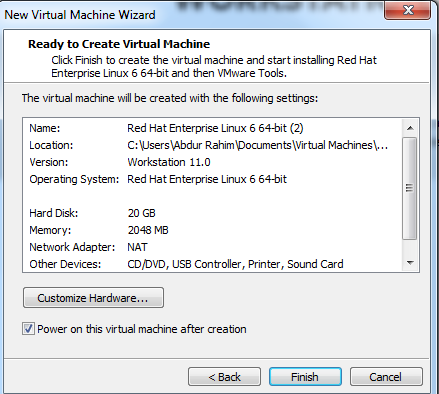 WORKSTATION
New Virtual Machine Wizard
Ready to Create Virtual Machine
Click Finish to create the virtual machine and start installing Red Hat
Enterprise Linux 6 64-bit and then VMware Tools.
The virtual machine will be created with the following settings:
Name: Red Hat Enterprise Linux 6 64-bit (2)
Location: C:\Users\Abdur Rahim\Documents\Virtual Machines\...
Version: Workstation 11.0
Operating System: Red Hat Enterprise Linux 6 64-bit
Hard Disk: 20 GB
Memory: 2048 MB
Network Adapter: NAT
Other Devices: CD/DVD, USB Controller, Printer, Sound Card
Customize Hardware...
Power on this virtual machine after creation
< Back Finish Cancel